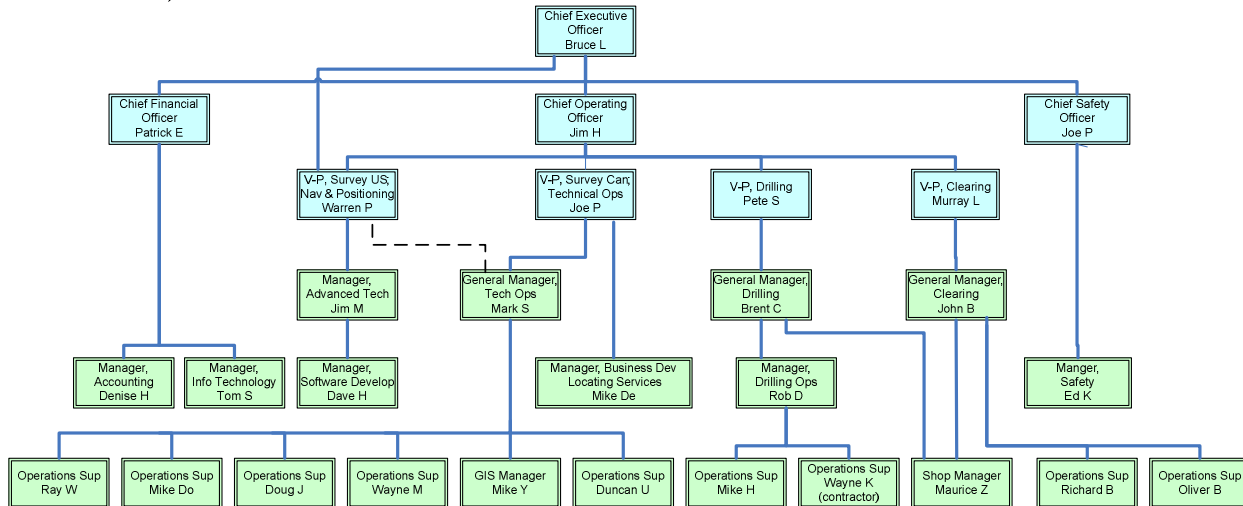 Chief Executive
Officer
Bruce L
Chief Financial
Officer
Patrick E
Chief Operating
Officer
Jim H
Chief Safety
Officer
Joe P
V-P, Survey US;
Nav & Positioning
Warren P
V-P, Survey Can;
Technical Ops
Joe P
V-P, Drilling
Pete S
V-P, Clearing
Murray L
Manager,
Advanced Tech
Jim M
General Manager,
Tech Ops
Mark S
General Manager,
Drilling
Brent C
General Manager,
Clearing
John B
Manager,
Accounting
Denise H
Manager,
Info Technology
Tom S
Manager,
Software Develop
Dave H
Manager, Business Dev
Locating Services
Mike De
Manager,
Drilling Ops
Rob D
Manger,
Safety
Ed K
Operations Sup
Ray W
Operations Sup
Mike Do
Operations Sup
Doug J
Operations Sup
Wayne M
GIS Manager
Mike Y
Operations Sup
Duncan U
Operations Sup
Mike H
Operations Sup
Wayne K
(contractor)
Shop Manager
Maurice Z
Operations Sup
Richard B
Operations Sup
Oliver B